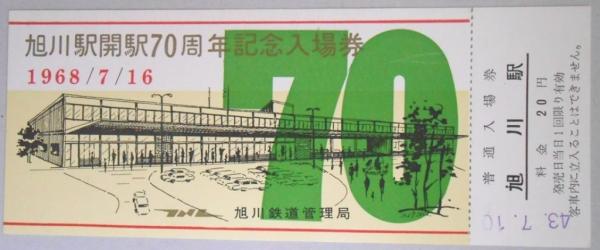 旭川駅開駅70周年記念入場券
1968/7/16
70
JNR
旭川鉄道管理局
普通入場券
旭川駅
料金 20円
発売日当日1回限り有効
客車内に立入ることはできません。
43.7.10